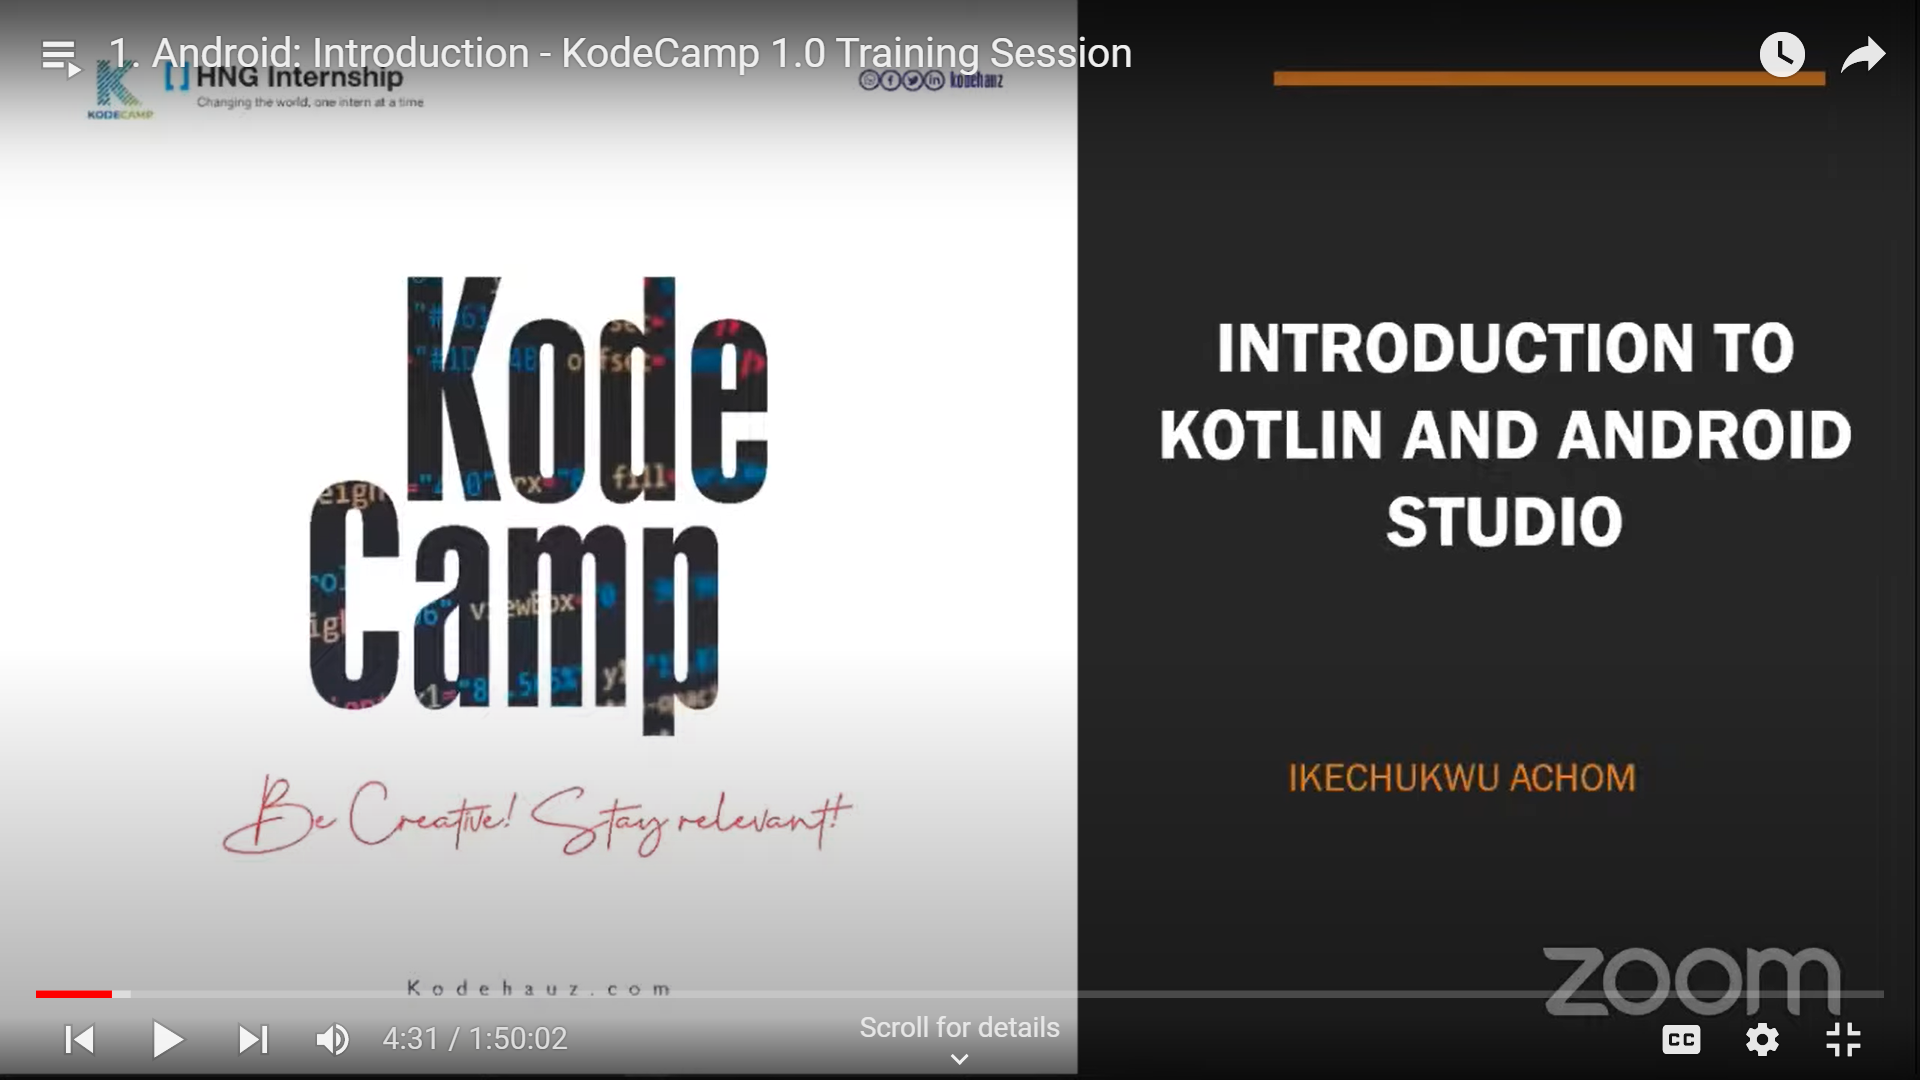 1. Android: Introduction - KodeCamp 1.0 Training Session
HNG Internship
Changing the world, one intern at a time
KODECAMP
kodehauz
Kode
Camp
Be Creative! Stay relevant!
Kodehauz.com
INTRODUCTION TO
KOTLIN AND ANDROID
STUDIO
IKECHUKWU ACHOM
zoom
4:31 / 1:50:02
Scroll for details
CC